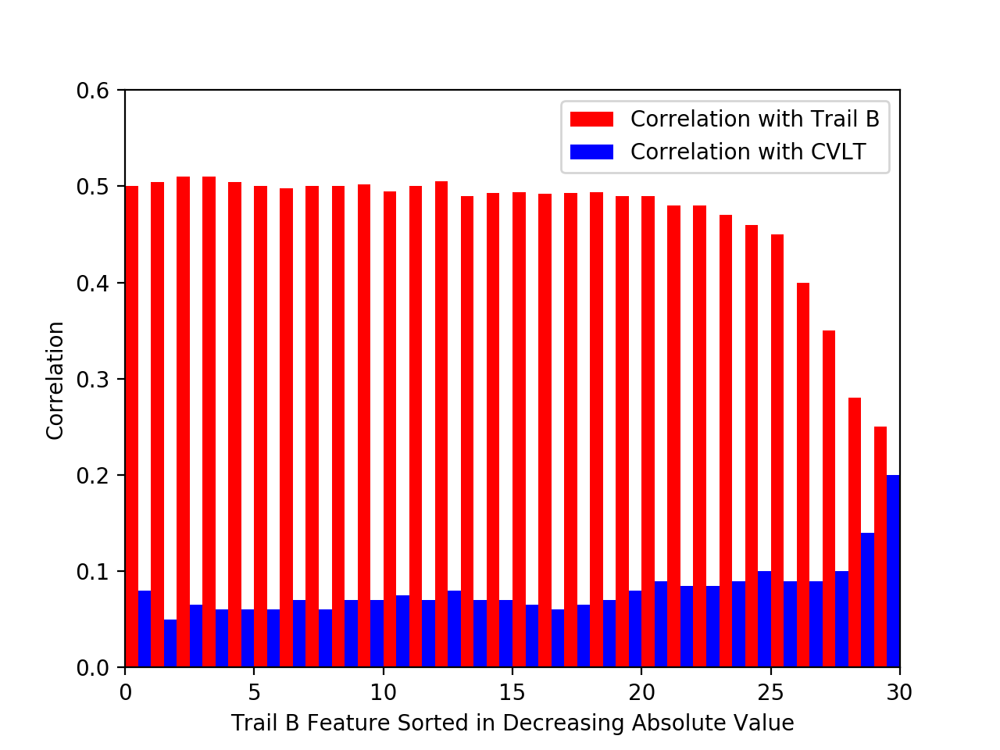 0.6
0.5
0.4
0.3
0.2
0.1
0.0
Correlation
Correlation with Trail B
Correlation with CVLT
0 5 10 15 20 25 30
Trail B Feature Sorted in Decreasing Absolute Value